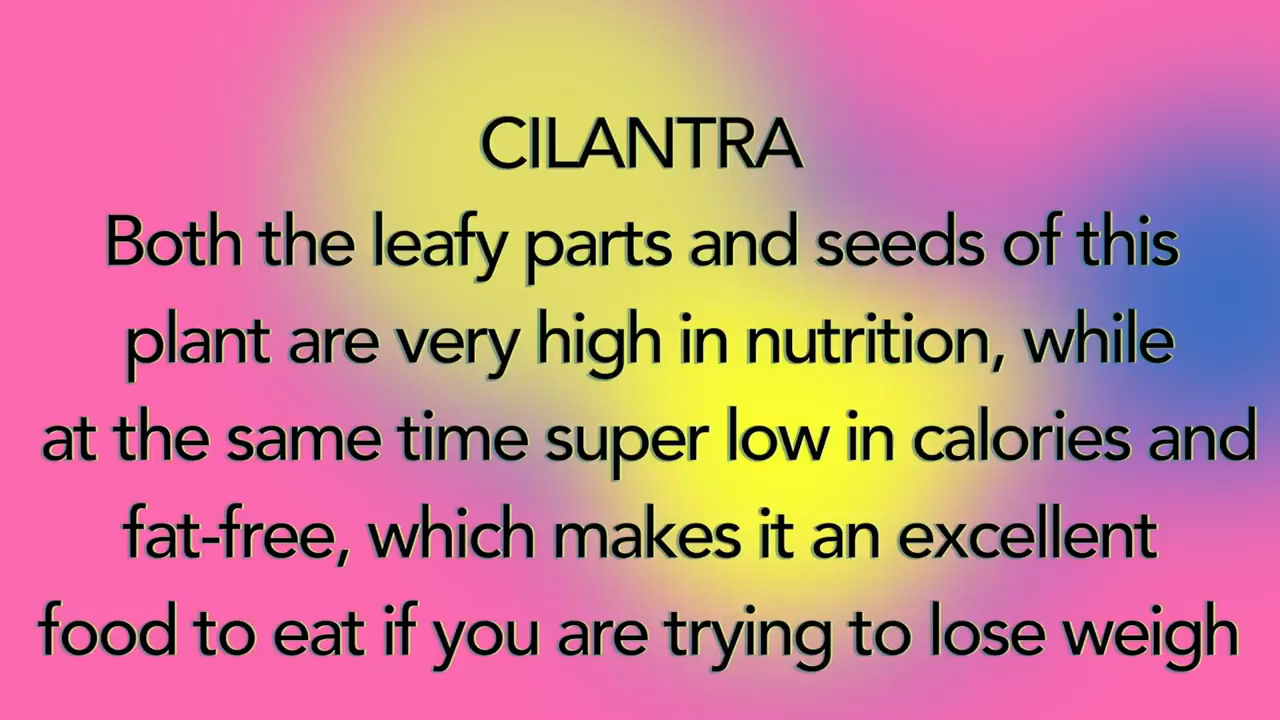 CILANTRA
Both the leafy parts and seeds of this
plant are very high in nutrition, while
at the same time super low in calories and
fat-free, which makes it an excellent
food to eat if you are trying to lose weigh